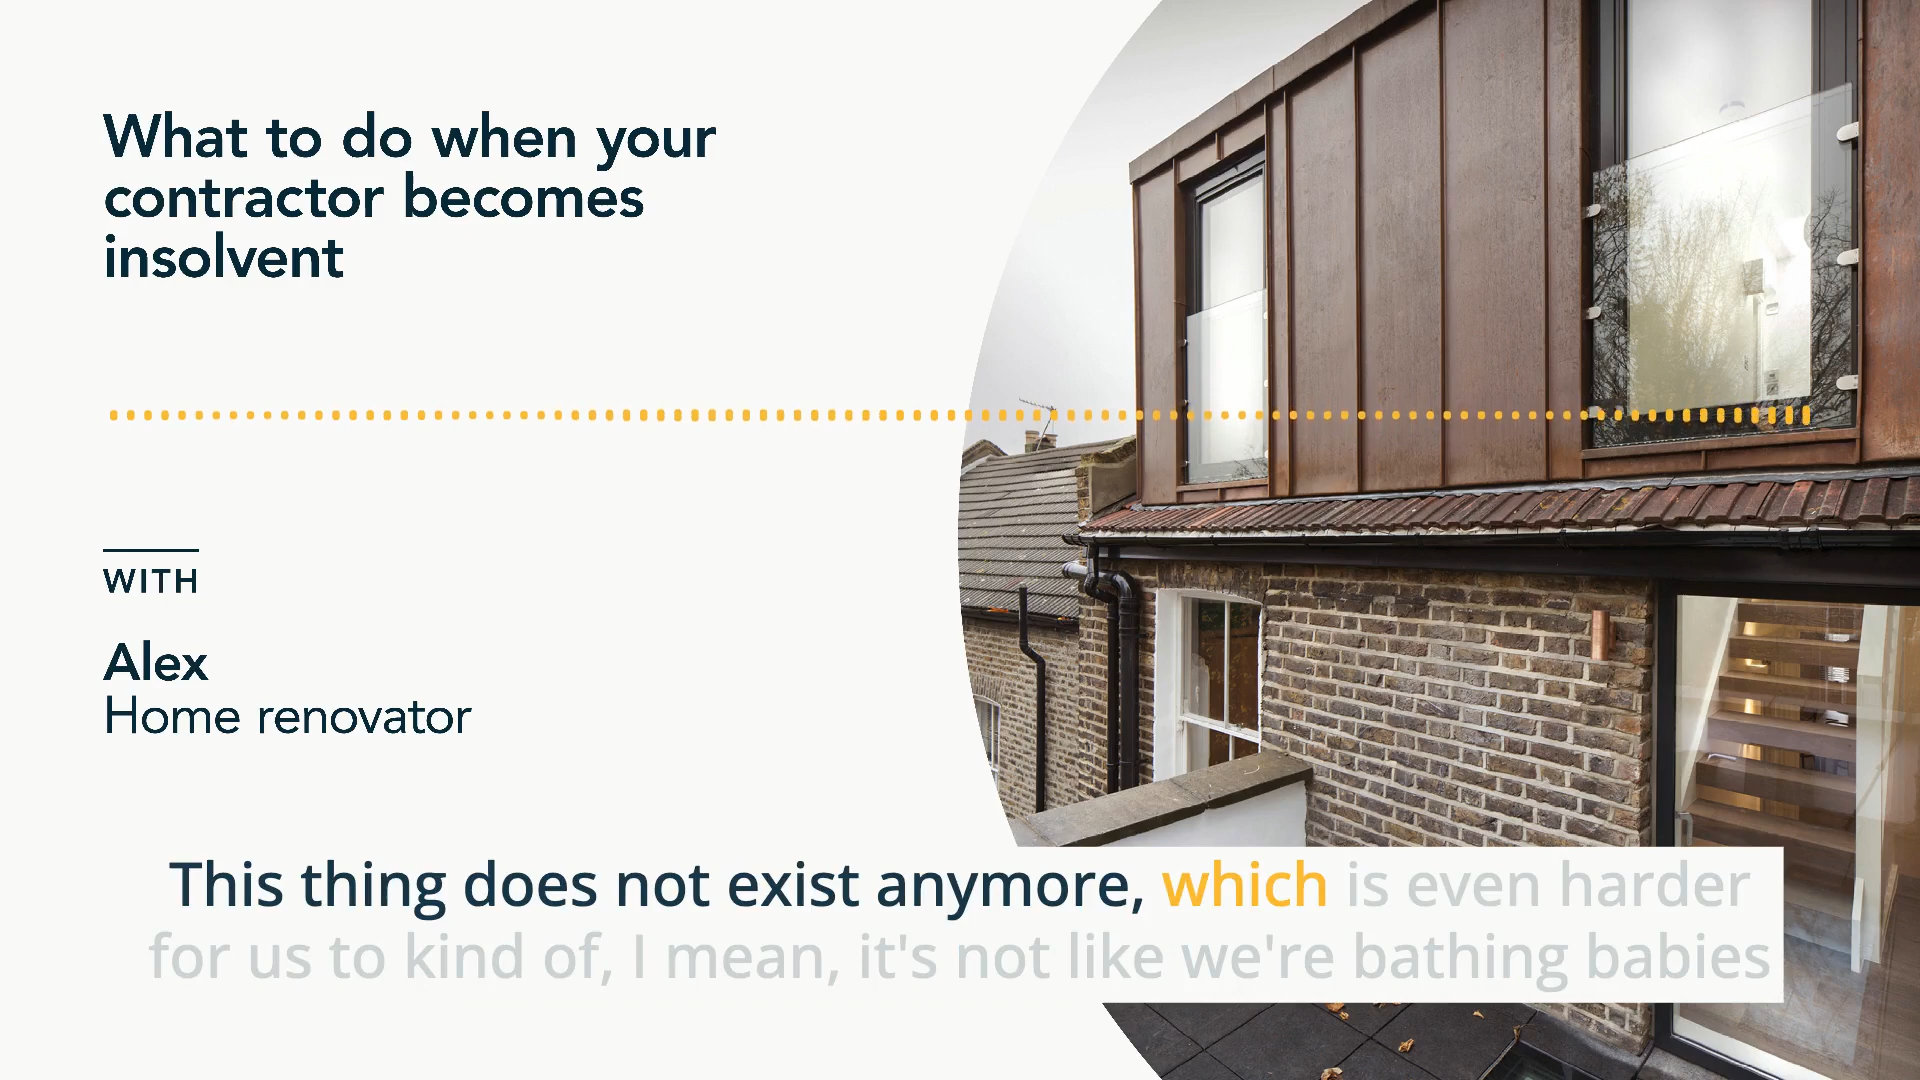 What to do when your
contractor becomes
insolvent
WITH
Alex
Home renovator
This thing does not exist anymore, which is even harder
for us to kind of, I mean, it's not like we're bathing babies